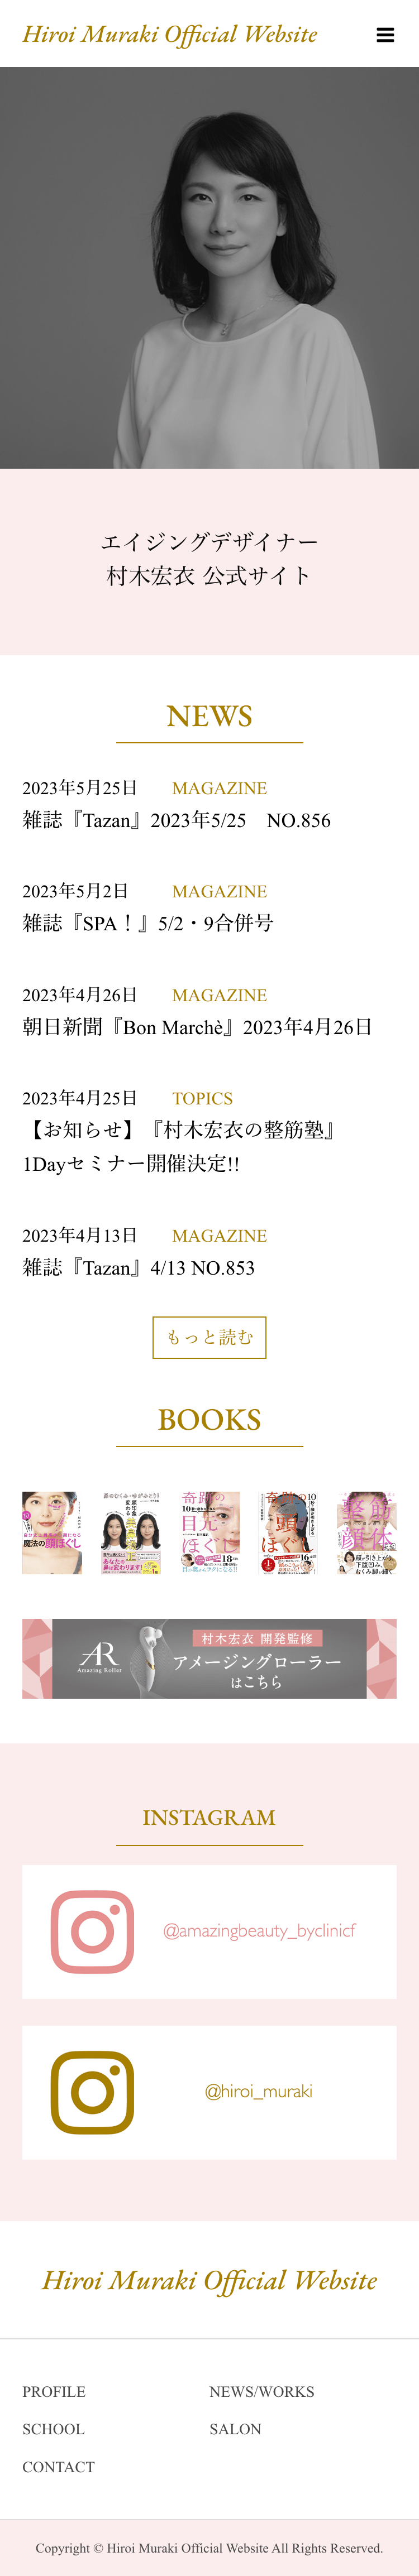 Hiroi Muraki Official Website
エイジングデザイナー
村木宏衣 公式サイト
NEWS
2023年5月25日 MAGAZINE
雑誌『Tazan』2023年5/25　NO.856
2023年5月2日 MAGAZINE
雑誌『SPA！』5/2・9合併号
2023年4月26日 MAGAZINE
朝日新聞『Bon Marchè』2023年4月26日
2023年4月25日 TOPICS
【お知らせ】『村木宏衣の整筋塾』
1Dayセミナー開催決定!!
2023年4月13日 MAGAZINE
雑誌『Tazan』4/13 NO.853
もっと読む
BOOKS
魔法の顔ほぐし
目元
ほぐし
頭
ほぐし
整筋
顔体
AR
Amazing Roller
村木宏衣 開発監修
アメージングローラー
はこちら
INSTAGRAM
@amazingbeauty_byclinicf
@hiroi_muraki
Hiroi Muraki Official Website
PROFILE NEWS/WORKS
SCHOOL SALON
CONTACT
Copyright © Hiroi Muraki Official Website All Rights Reserved.